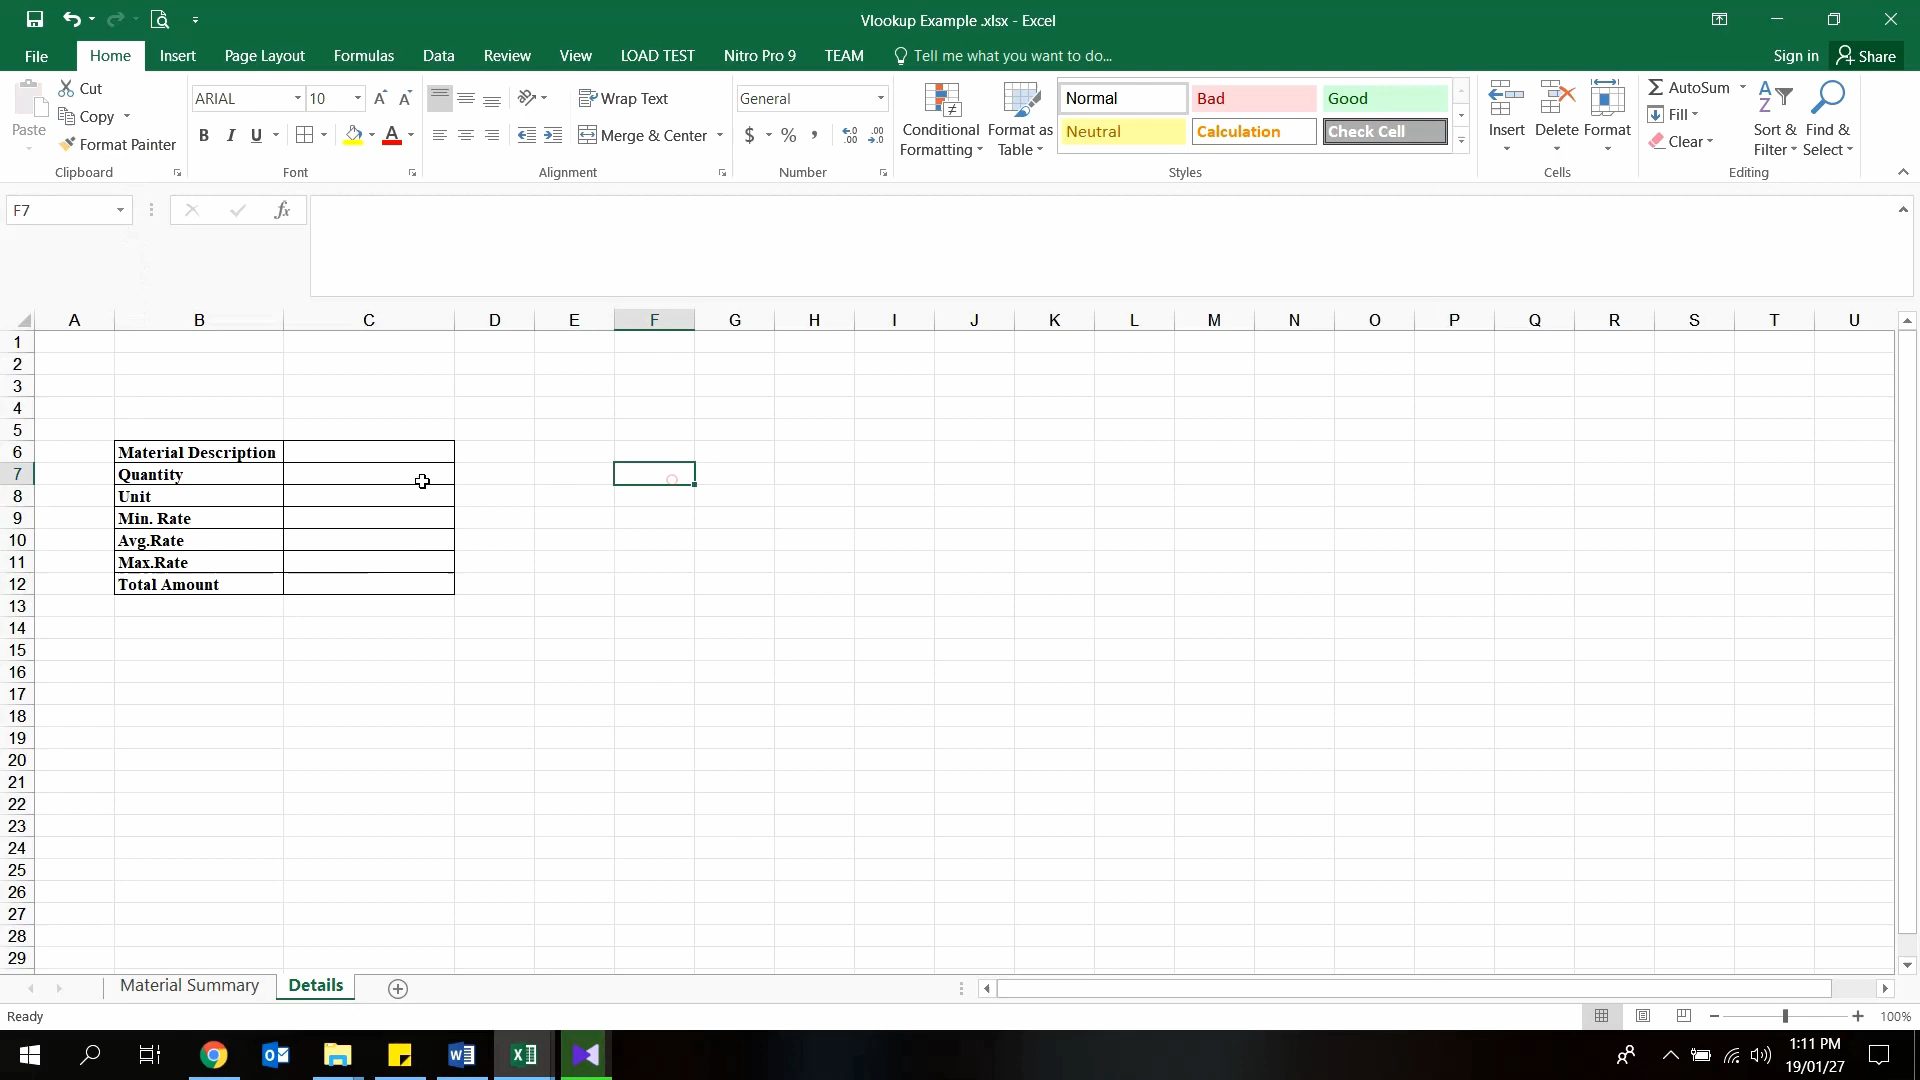 Vlookup Example .xlsx - Excel
File Home Insert Page Layout Formulas Data Review View LOAD TEST Nitro Pro 9 TEAM Tell me what you want to do... Sign in Share
Paste
Cut
Copy
Format Painter
Clipboard
ARIAL 10
B I U
Font
Wrap Text
Merge & Center
Alignment
General
$ % ,
Number
Conditional
Formatting
Format as
Table
Normal Bad Good
Neutral Calculation Check Cell
Styles
Insert Delete Format
Cells
AutoSum
Fill
Clear
Sort &
Filter
Find &
Select
Editing
F7 fx
A B C D E F G H I J K L M N O P Q R S T U
1
2
3
4
5
6 Material Description
7 Quantity
8 Unit
9 Min. Rate
10 Avg.Rate
11 Max.Rate
12 Total Amount
13
14
15
16
17
18
19
20
21
22
23
24
25
26
27
28
29
Material Summary Details
Ready 100%
1:11 PM
19/01/27